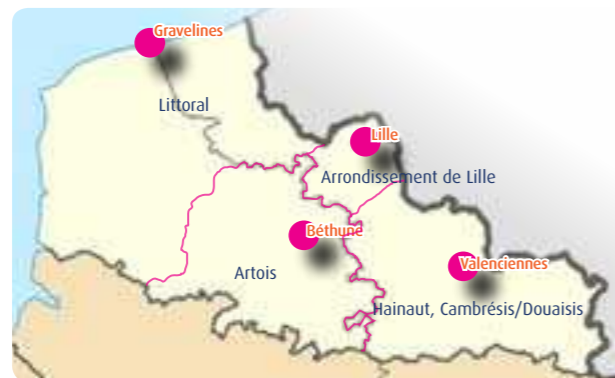 Gravelines
Littoral
Lille
Arrondissement de Lille
Béthune
Artois
Valenciennes
Hainaut, Cambrésis/Douaisis